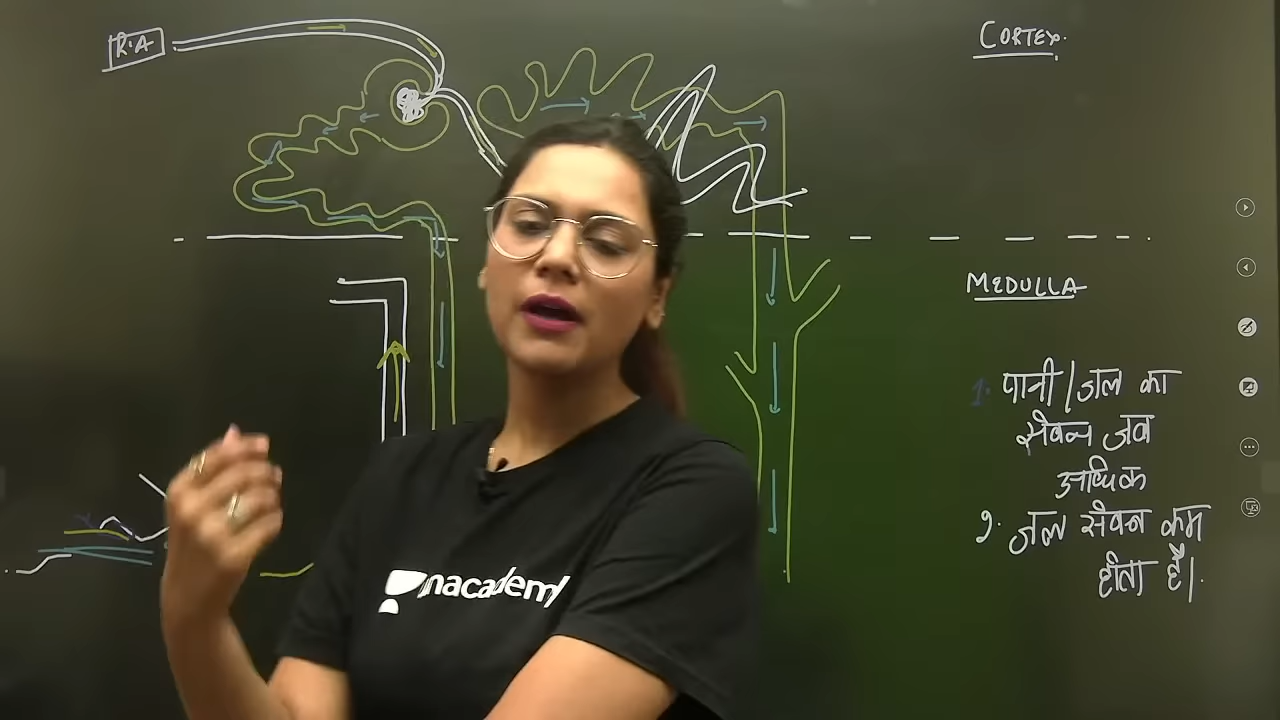 R.A
CORTEX.
MEDULLA
1. पानी / जल का
सेवन जब
अधिक
2. जल सेवन कम
होता है।
unacademy